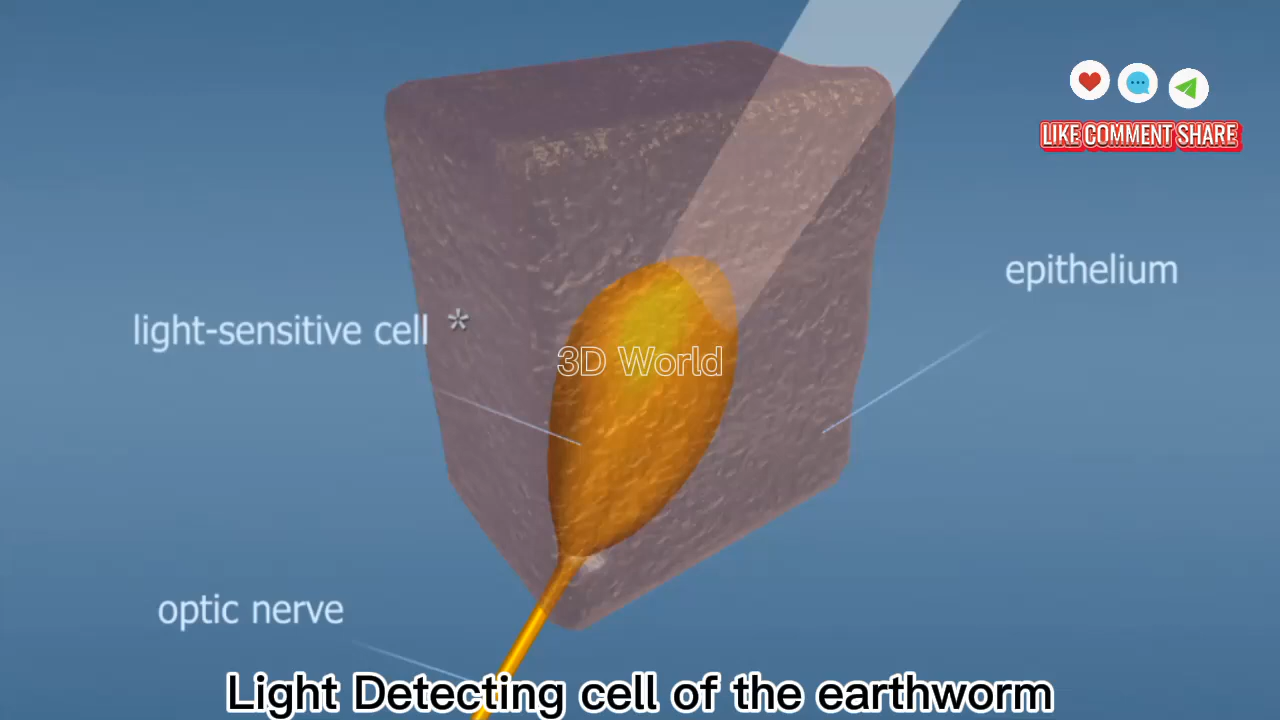 LIKE COMMENT SHARE
epithelium
light-sensitive cell *
3D World
optic nerve
Light Detecting cell of the earthworm